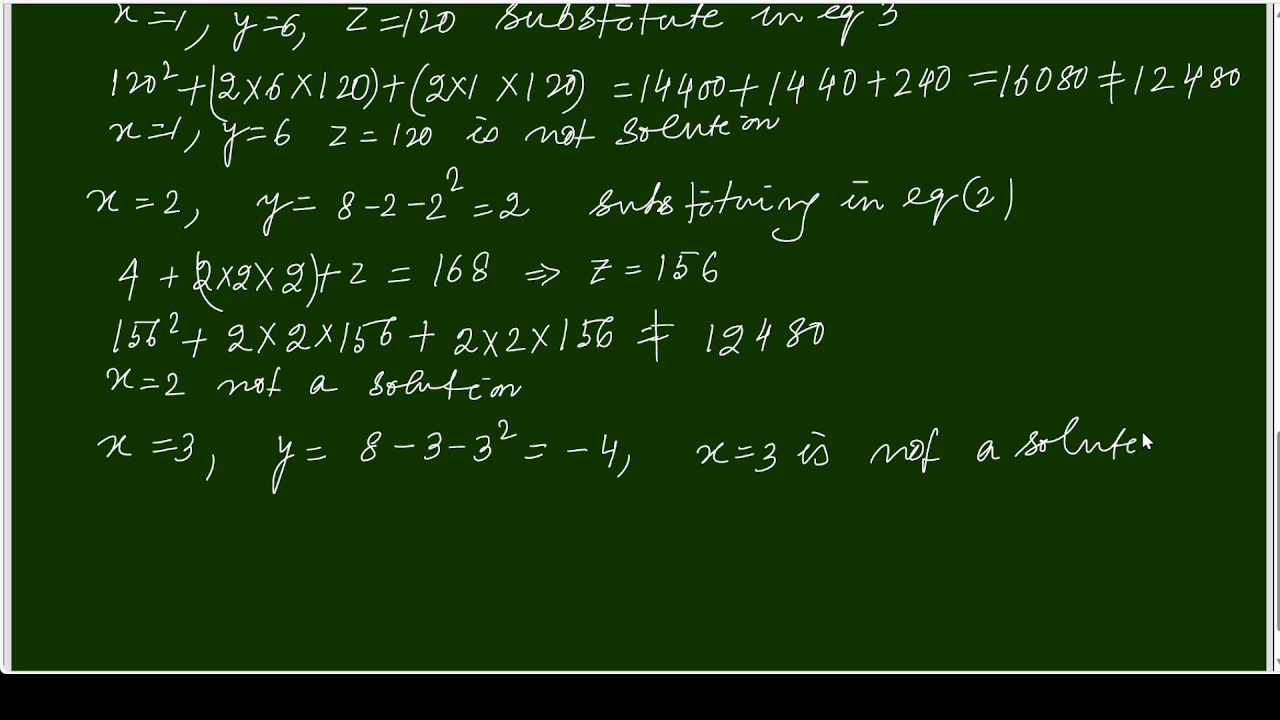 x=1, y=6, z=120 substitute in eq 3
120² + (2×6×120) + (2×1×120) = 14400 + 1440 + 240 = 16080 ≠ 12480
x=1, y=6 z=120 is not solution
x=2, y= 8-2-2² = 2 substituing in eq(2)
4 + (2×2×2) + z = 168 ⇒ z = 156
156² + 2×2×156 + 2×2×156 ≠ 12480
x=2 not a solution
x=3, y= 8-3-3² = -4, x=3 is not a solute